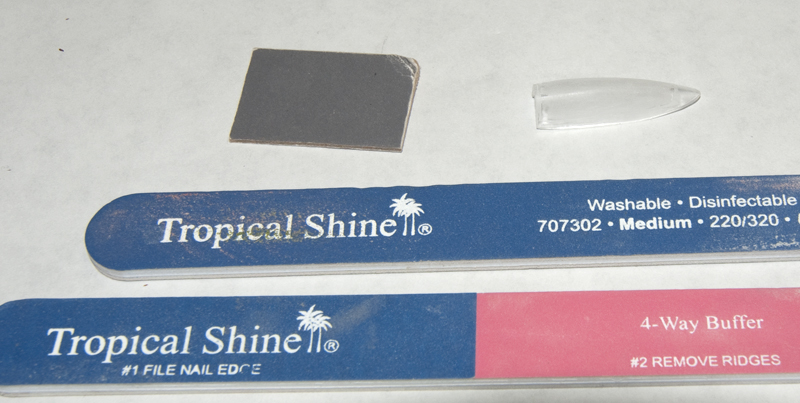 Tropical Shine®
Washable • Disinfectable
707302 • Medium • 220/320 •
Tropical Shine®
#1 FILE NAIL EDGE
4-Way Buffer
#2 REMOVE RIDGES